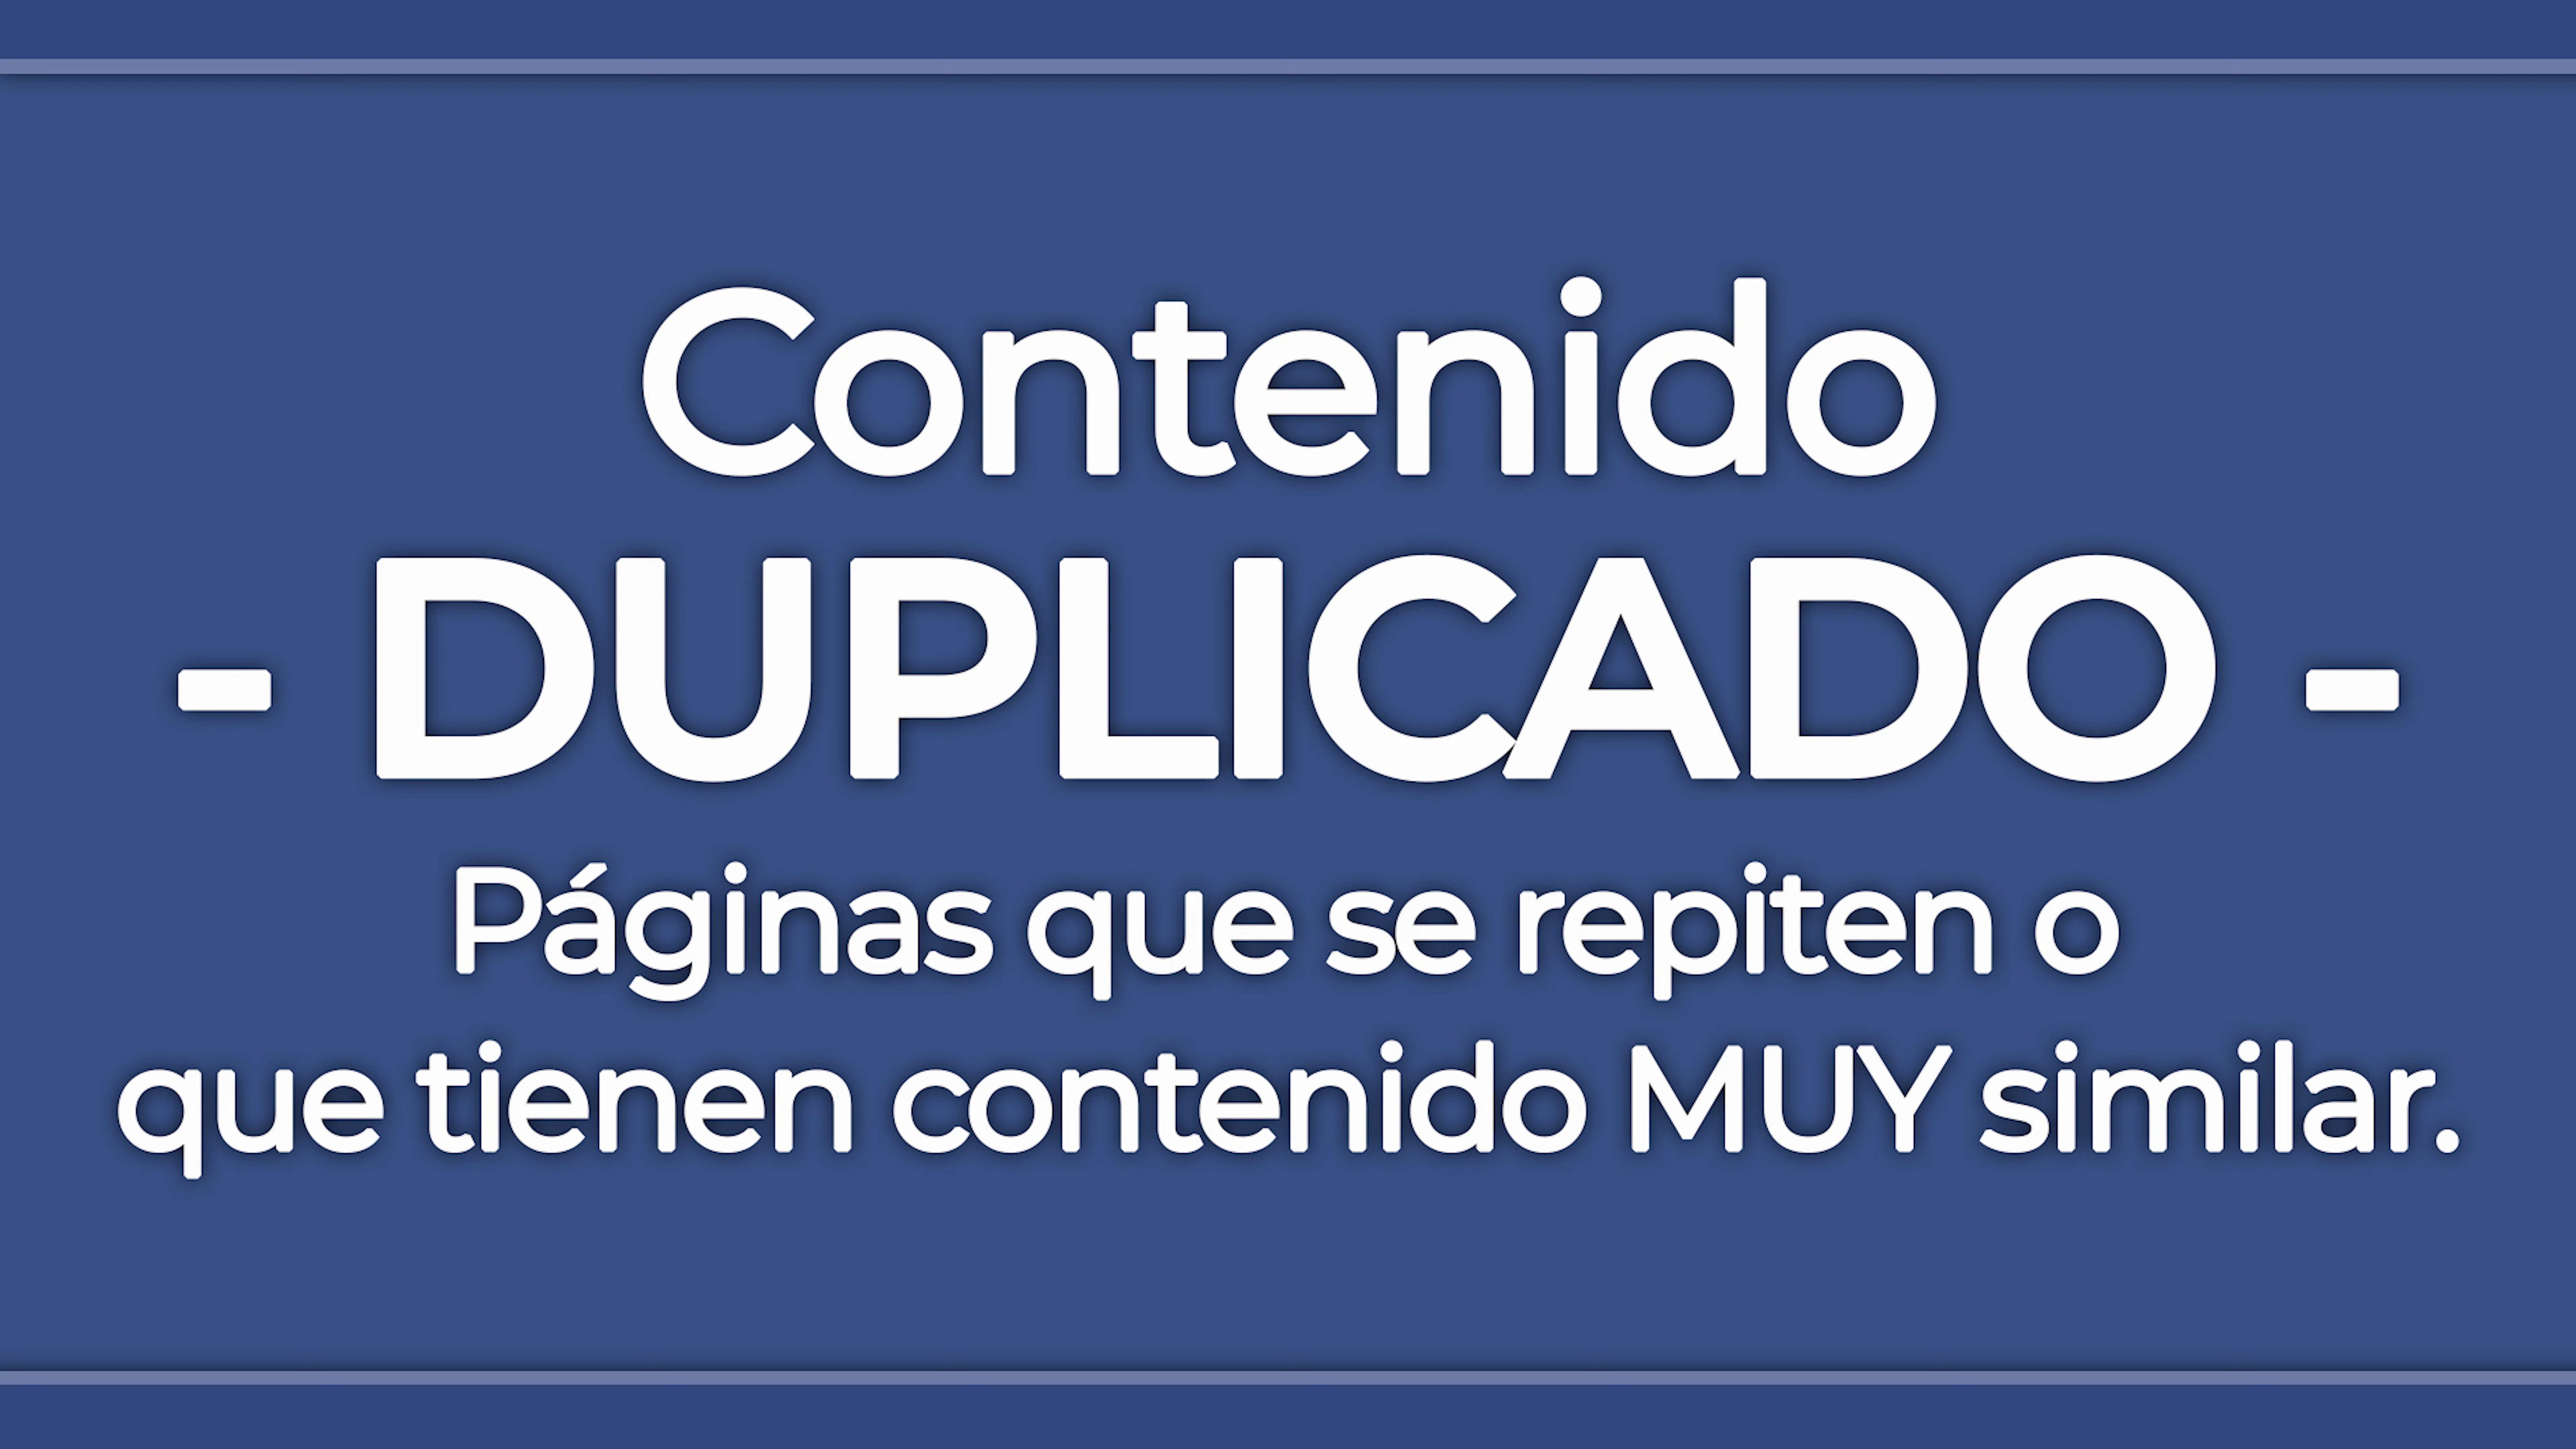 Contenido
- DUPLICADO -
Páginas que se repiten o
que tienen contenido MUY similar.